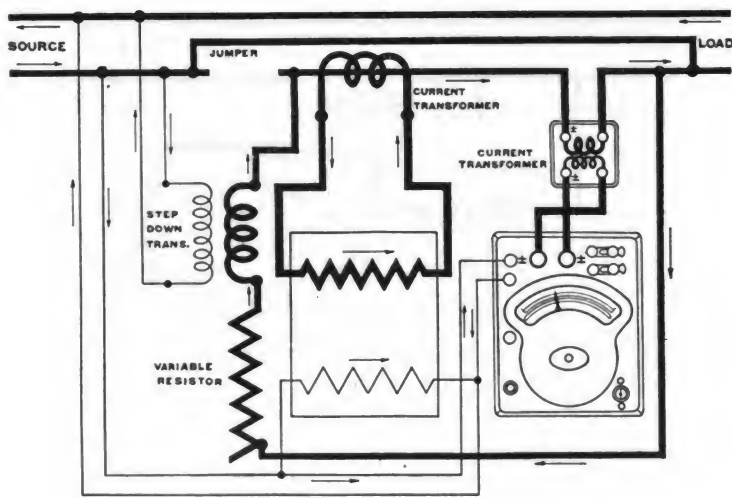 SOURCE
JUMPER
LOAD
CURRENT
TRANSFORMER
CURRENT
TRANSFORMER
±
±
STEP
DOWN
TRANS.
±
±
VARIABLE
RESISTOR